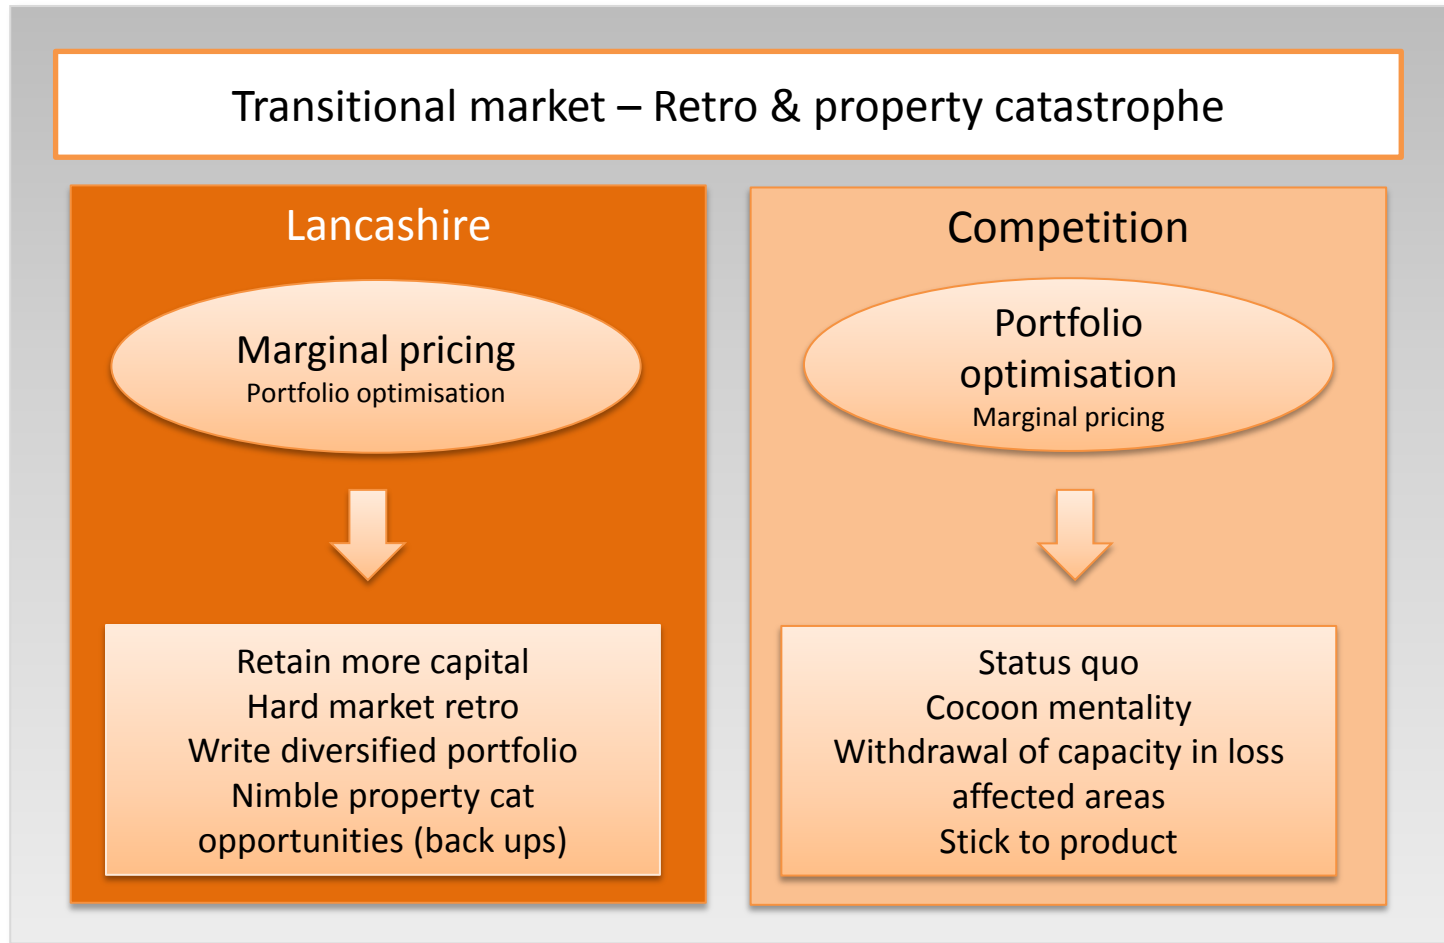 Transitional market – Retro & property catastrophe
Lancashire
Marginal pricing
Portfolio optimisation
Retain more capital
Hard market retro
Write diversified portfolio
Nimble property cat
opportunities (back ups)
Competition
Portfolio
optimisation
Marginal pricing
Status quo
Cocoon mentality
Withdrawal of capacity in loss
affected areas
Stick to product